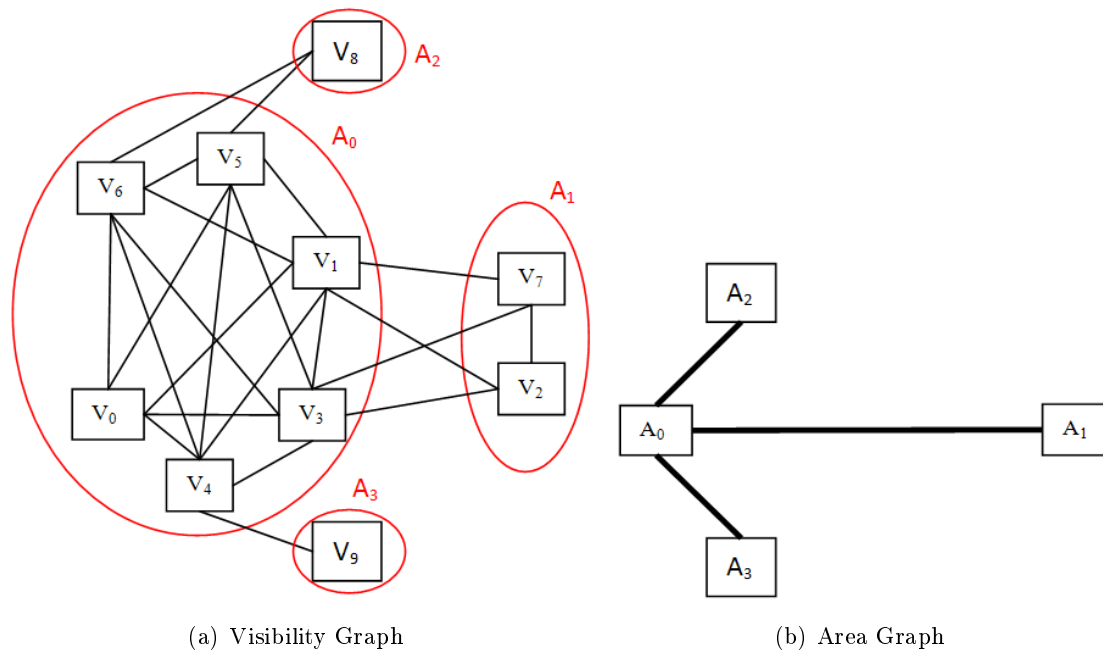 V8
A2
A0
V5
V6
A1
V1
V7
A2
V2
V0
V3
A0
A1
V4
A3
V9
A3
(a) Visibility Graph
(b) Area Graph